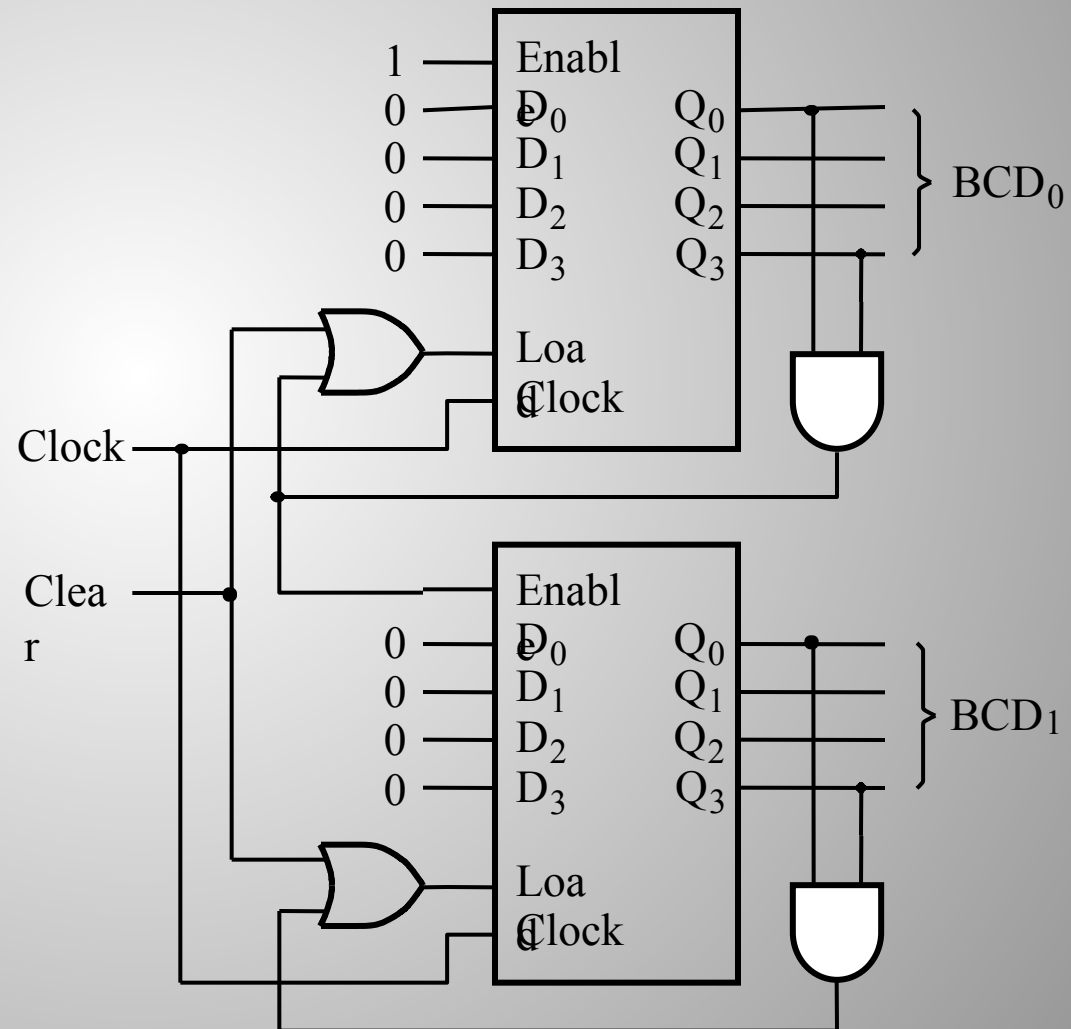 1 Enabl
e
0 D0 Q0
0 D1 Q1
0 D2 Q2
0 D3 Q3
BCD0
Loa
d
Clock
Clock
Clea
r
Enabl
e
0 D0 Q0
0 D1 Q1
0 D2 Q2
0 D3 Q3
BCD1
Loa
d
Clock